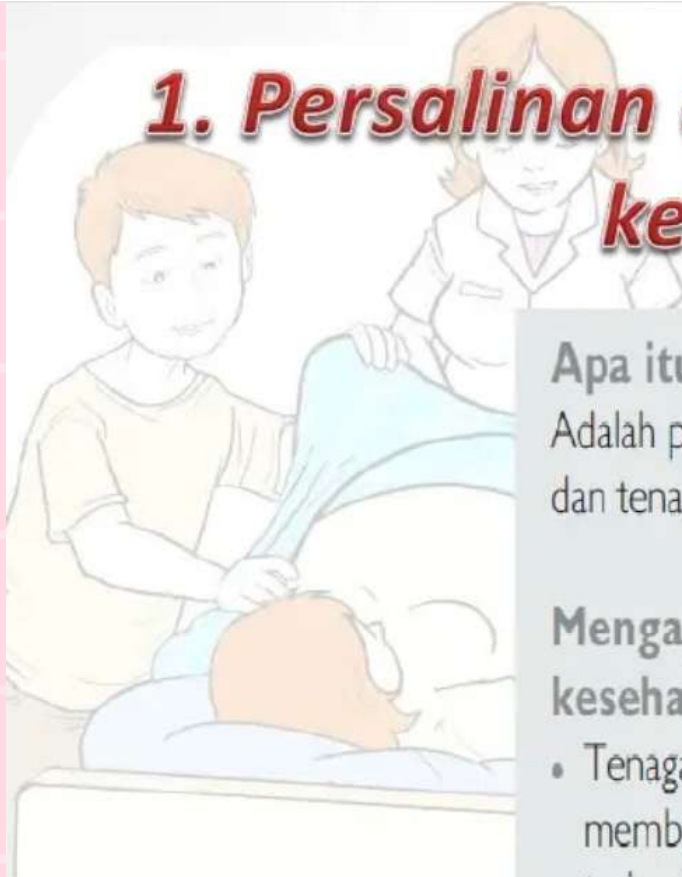 1. Persalinan
ke
Apa itu
Adalah p
dan tena
Menga
keseha
• Tenaga
memb